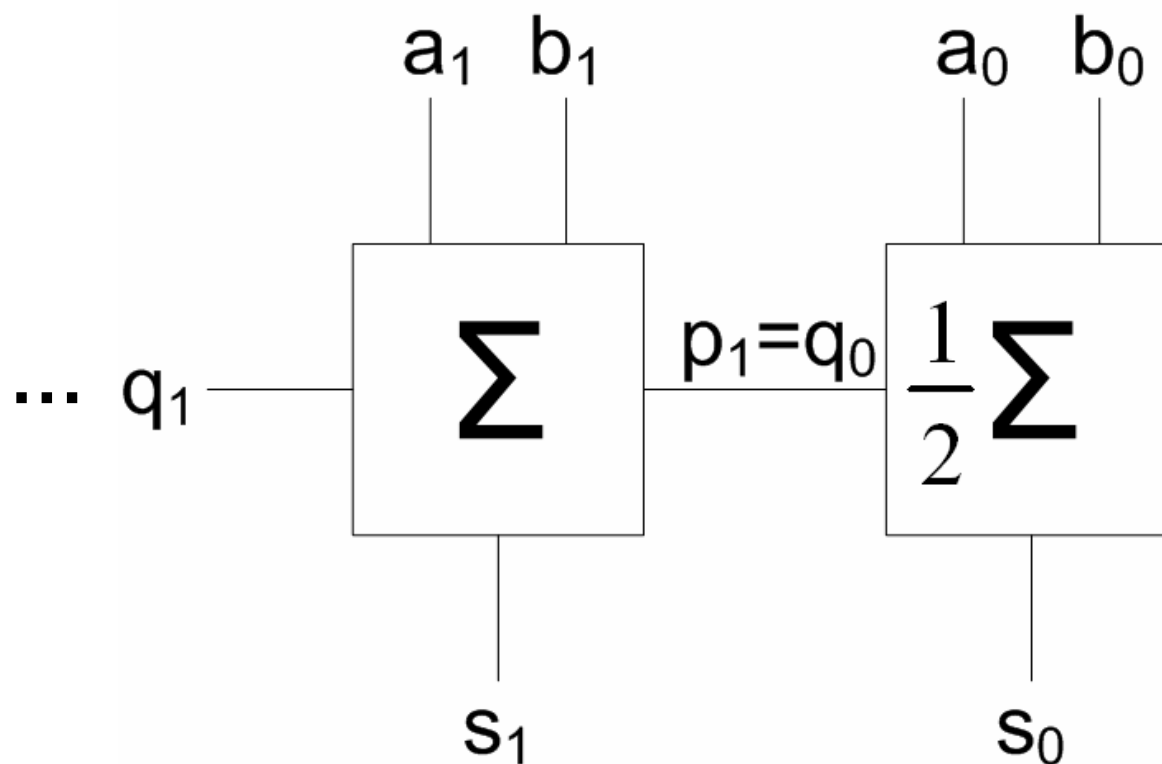 a₁ b₁ a₀ b₀
... q₁ Σ p₁=q₀ ½ Σ
s₁ s₀